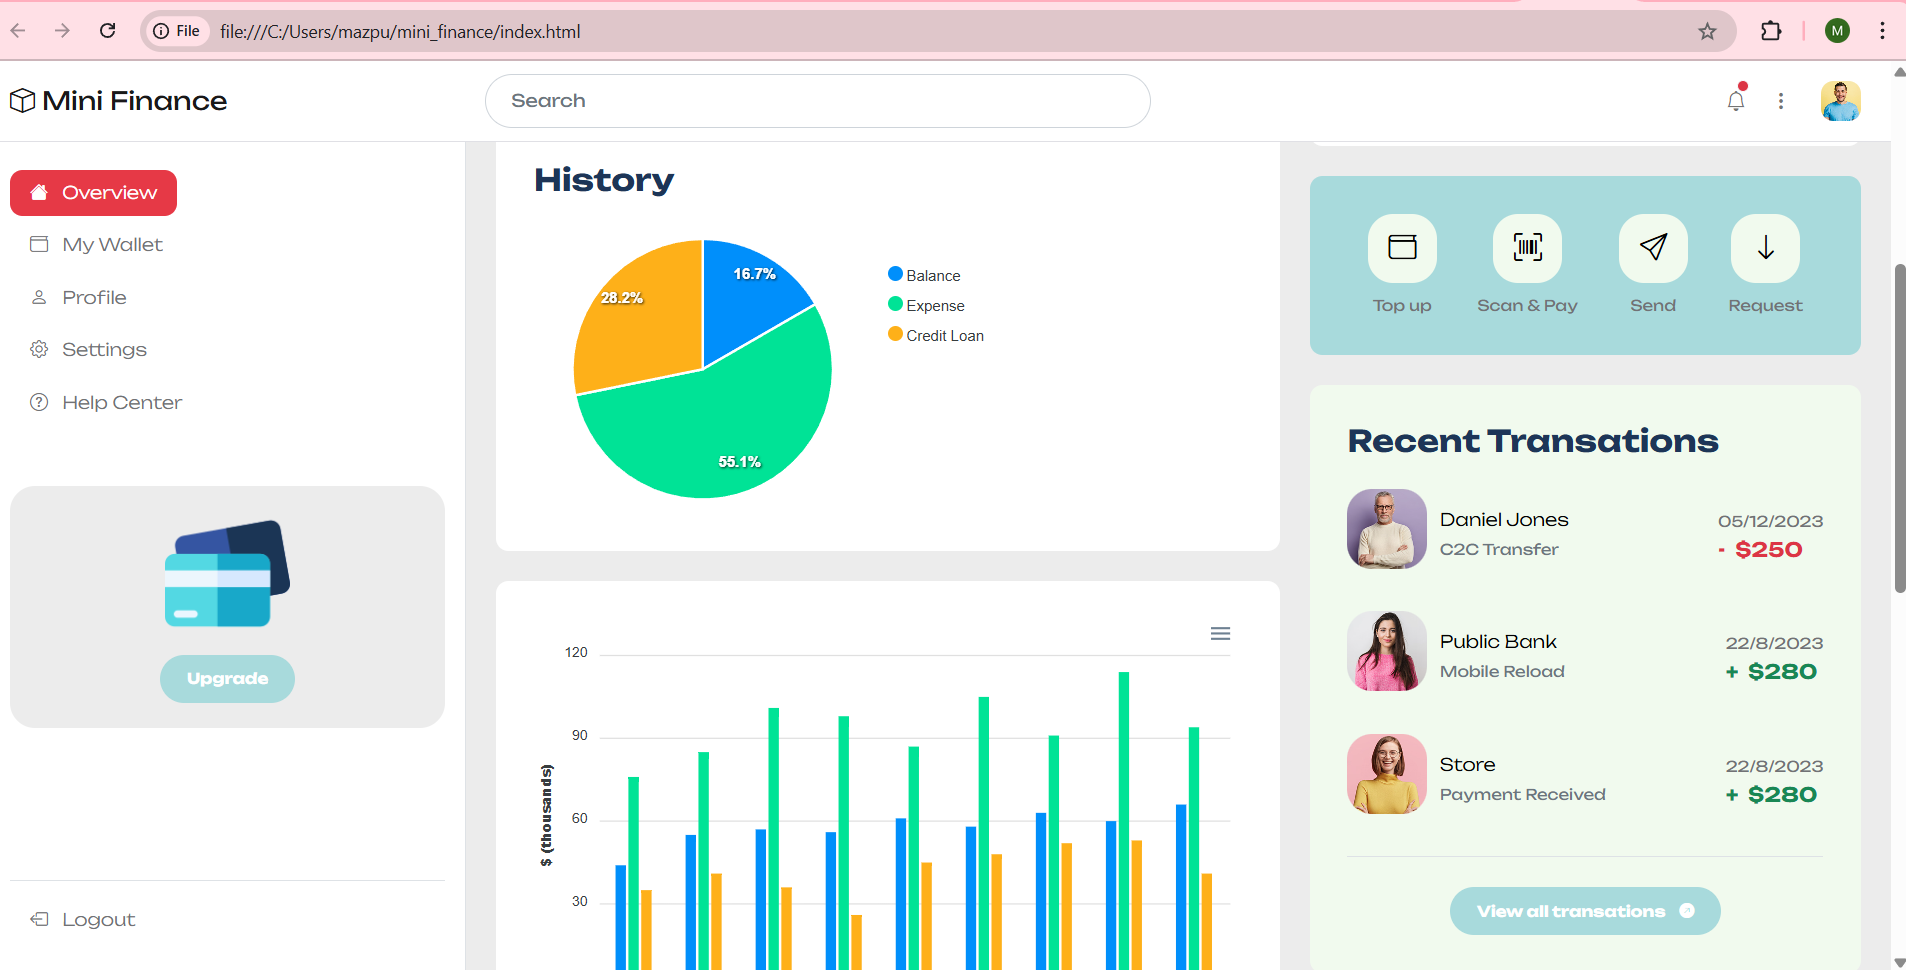 File file:///C:/Users/mazpu/mini_finance/index.html
M
Mini Finance
Search
Overview
My Wallet
Profile
Settings
Help Center
Upgrade
Logout
History
16.7%
28.2%
55.1%
Balance
Expense
Credit Loan
120
90
60
30
$ (thousands)
Top up
Scan & Pay
Send
Request
Recent Transations
Daniel Jones
05/12/2023
C2C Transfer
- $250
Public Bank
22/8/2023
Mobile Reload
+ $280
Store
22/8/2023
Payment Received
+ $280
View all transations